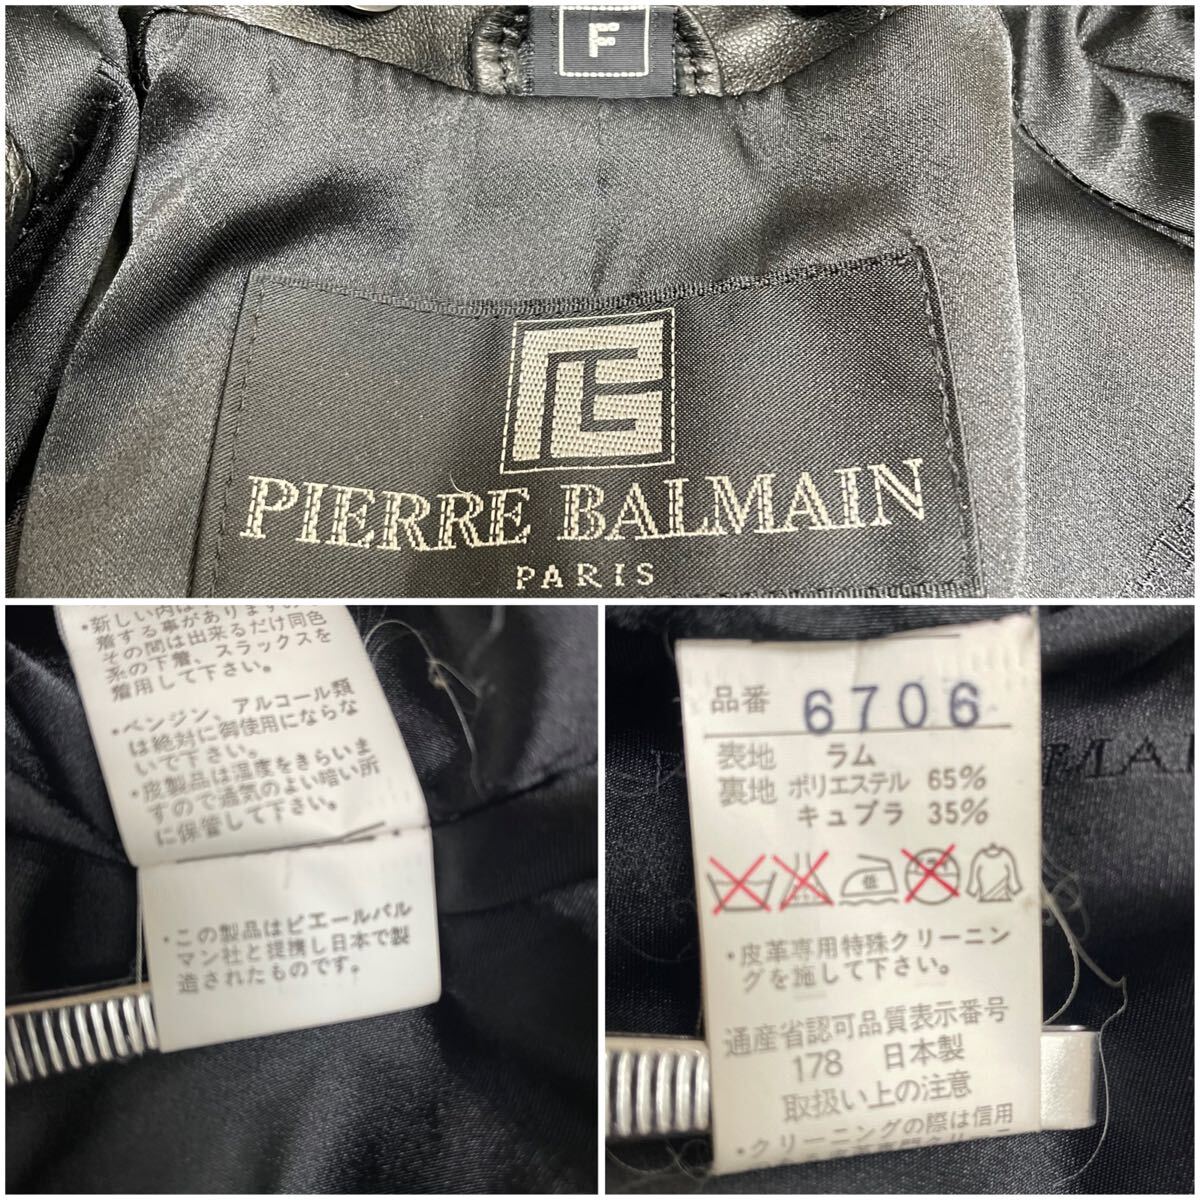 F
PIERRE BALMAIN
PARIS
・新しい内は、
着する事がありますの
その間は出来るだけ同色
系の下着、スラックスを
着用して下さい。
・ベンジン、アルコール類
は絶対に御使用にならな
いで下さい。
・皮製品は温度をきらいま
すので通気のよい暗い所
に保管して下さい。
・この製品はピエールバル
マン社と提携し日本で製
造されたものです。
品番 6706
表地 ラム
裏地 ポリエステル 65%
キュプラ 35%
低
・皮革専用特殊クリーニン
グを施して下さい。
通産省認可品質表示番号
178 日本製
取扱い上の注意
・クリーニングの際は信用